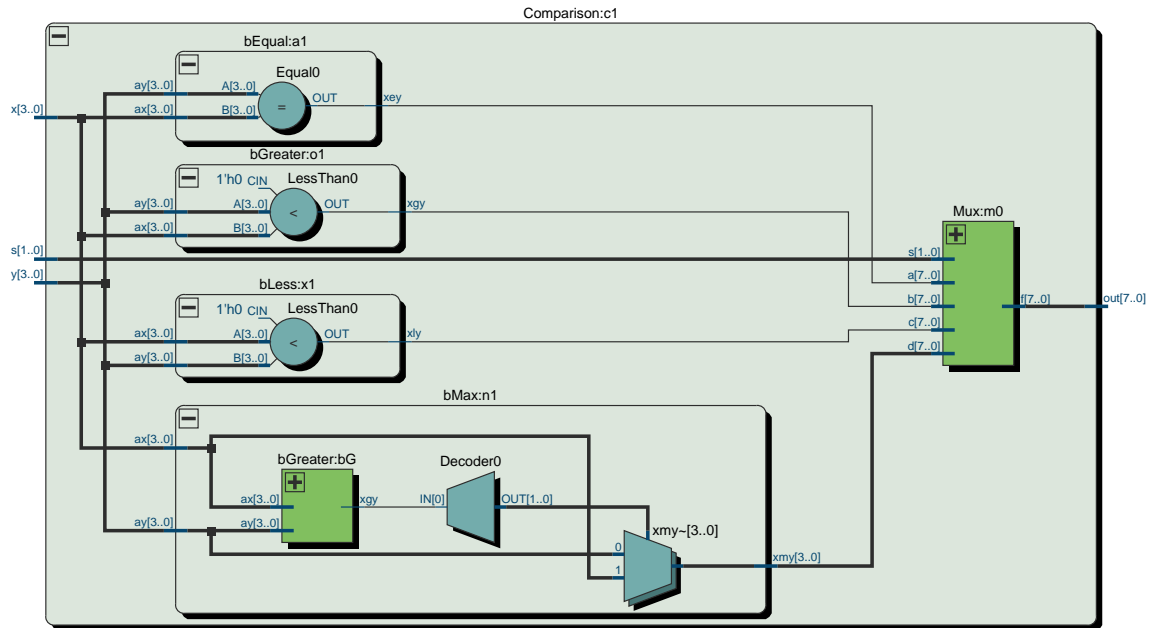 Comparison:c1
bEqual:a1
Equal0
ay[3..0]
A[3..0]
OUT
xey
=
x[3..0]
ax[3..0]
B[3..0]
bGreater:o1
1'h0
CIN
LessThan0
ay[3..0]
A[3..0]
OUT
xgy
<
ax[3..0]
B[3..0]
Mux:m0
s[1..0]
s[1..0]
y[3..0]
a[7..0]
bLess:x1
b[7..0]
f[7..0]
out[7..0]
1'h0
CIN
LessThan0
c[7..0]
ax[3..0]
A[3..0]
OUT
xly
<
ay[3..0]
B[3..0]
d[7..0]
bMax:n1
ax[3..0]
bGreater:bG
Decoder0
ax[3..0]
xgy
IN[0]
OUT[1..0]
ay[3..0]
ay[3..0]
xmy~[3..0]
0
xmy[3..0]
1